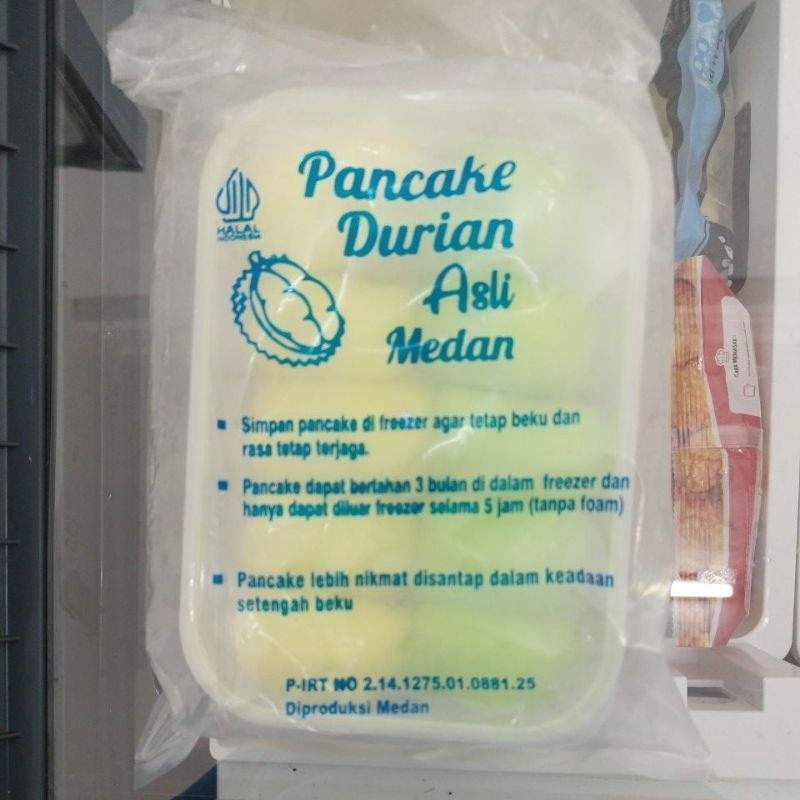 Pancake
Durian
Asli
Medan
HALAL
INDONESIA
Simpan pancake di freezer agar tetap beku dan
rasa tetap terjaga.
Pancake dapat bertahan 3 bulan di dalam freezer dan
hanya dapat diluar freezer selama 5 jam (tanpa foam)
Pancake lebih nikmat disantap dalam keadaan
setengah beku
P-IRT NO 2.14.1275.01.0881.25
Diproduksi Medan